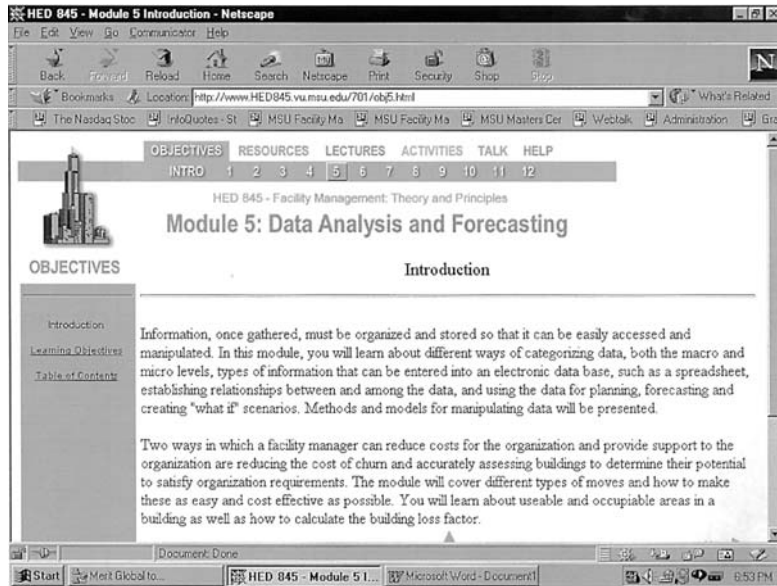 HED 845 - Module 5 Introduction - Netscape
File Edit View Go Communicator Help
Back Forward Reload Home Search Netscape Print Security Shop Stop
Bookmarks Location: http://www.HED845.vu.msu.edu/701/obj5.html What's Related
The Nasdaq Stoc InfoQuotes - St MSU Facility Ma MSU Facility Ma MSU Masters Cer Webtalk Administration Gra
OBJECTIVES RESOURCES LECTURES ACTIVITIES TALK HELP
INTRO 1 2 3 4 5 6 7 8 9 10 11 12
HED 845 - Facility Management: Theory and Principles
Module 5: Data Analysis and Forecasting
OBJECTIVES
Introduction
Learning Objectives
Table of Contents
Introduction
Information, once gathered, must be organized and stored so that it can be easily accessed and
manipulated. In this module, you will learn about different ways of categorizing data, both the macro and
micro levels, types of information that can be entered into an electronic data base, such as a spreadsheet,
establishing relationships between and among the data, and using the data for planning, forecasting and
creating "what if" scenarios. Methods and models for manipulating data will be presented.
Two ways in which a facility manager can reduce costs for the organization and provide support to the
organization are reducing the cost of churn and accurately assessing buildings to determine their potential
to satisfy organization requirements. The module will cover different types of moves and how to make
these as easy and cost effective as possible. You will learn about useable and occupiable areas in a
building as well as how to calculate the building loss factor.
Document: Done
Start Merit Global to... HED 845 - Module 5 I... Microsoft Word - Document1 6:53 PM